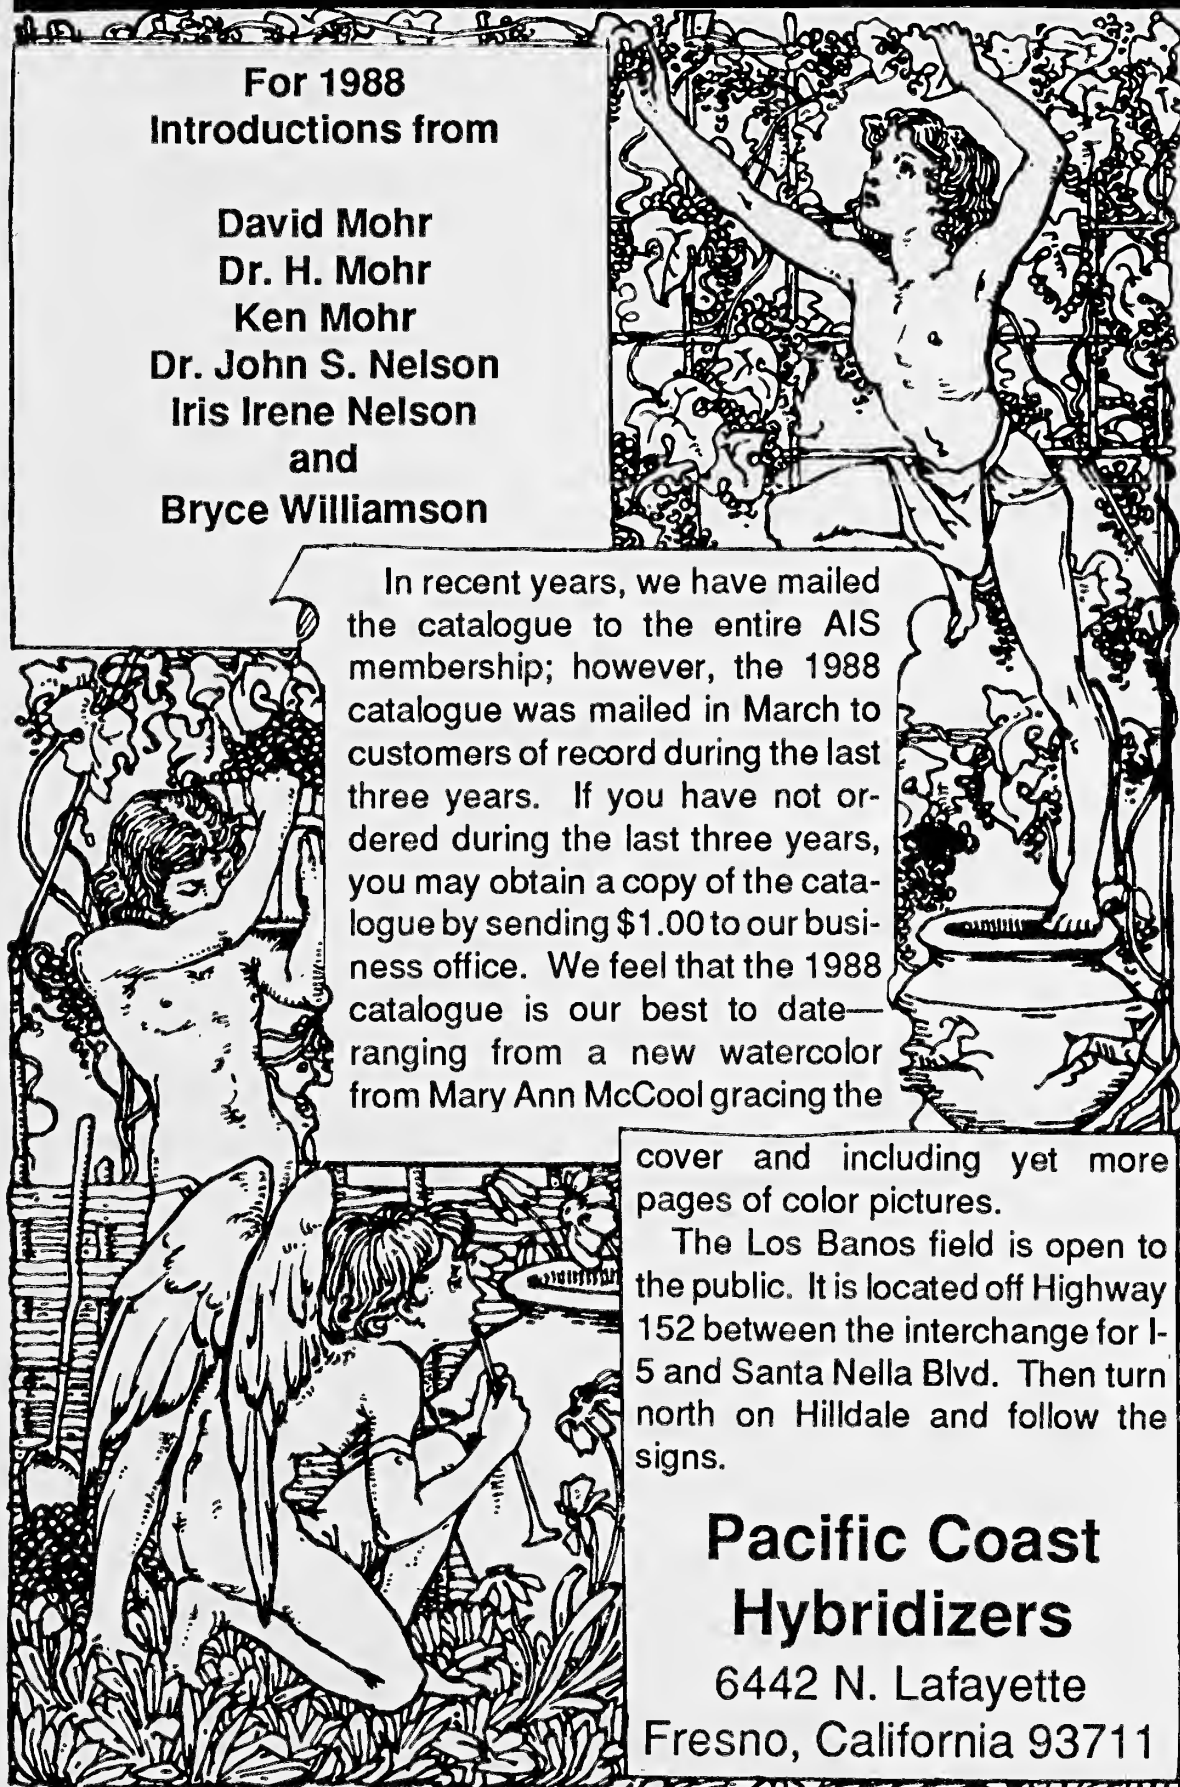 For 1988
Introductions from
David Mohr
Dr. H. Mohr
Ken Mohr
Dr. John S. Nelson
Iris Irene Nelson
and
Bryce Williamson
In recent years, we have mailed
the catalogue to the entire AIS
membership; however, the 1988
catalogue was mailed in March to
customers of record during the last
three years. If you have not or-
dered during the last three years,
you may obtain a copy of the cata-
logue by sending $1.00 to our busi-
ness office. We feel that the 1988
catalogue is our best to date—
ranging from a new watercolor
from Mary Ann McCool gracing the
cover and including yet more
pages of color pictures.
The Los Banos field is open to
the public. It is located off Highway
152 between the interchange for I-
5 and Santa Nella Blvd. Then turn
north on Hilldale and follow the
signs.
Pacific Coast
Hybridizers
6442 N. Lafayette
Fresno, California 93711